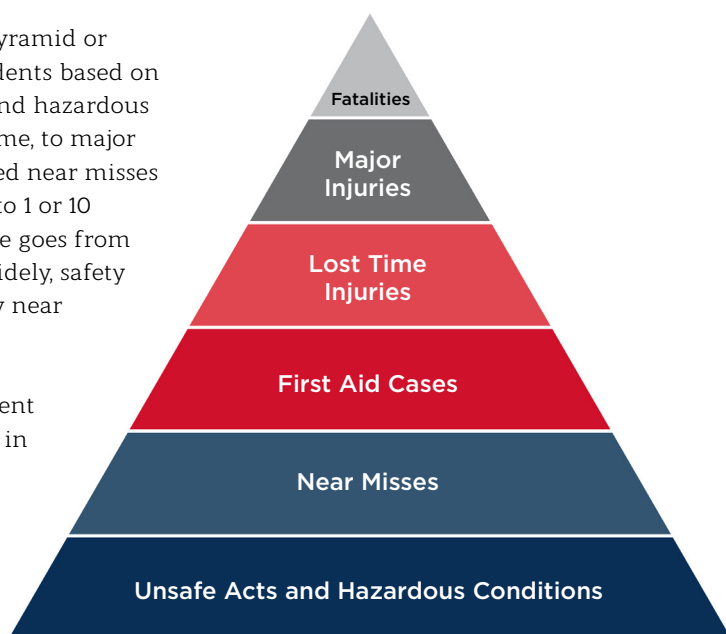 yramid or
dents based on
nd hazardous
me, to major
ed near misses
to 1 or 10
e goes from
idely, safety
y near
ent
in
Fatalities
Major
Injuries
Lost Time
Injuries
First Aid Cases
Near Misses
Unsafe Acts and Hazardous Conditions